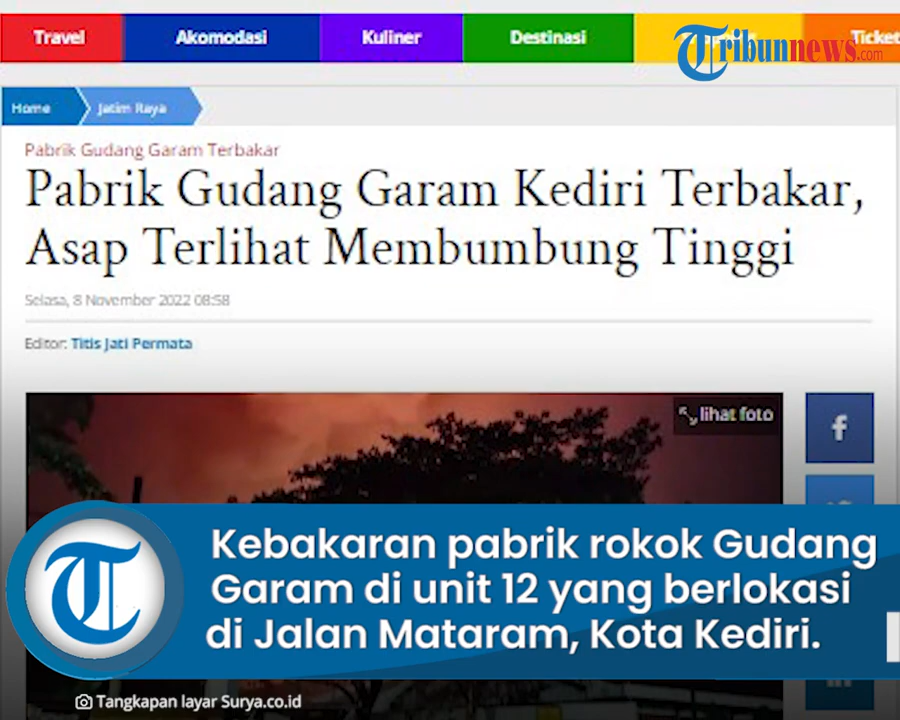 Travel
Akomodasi
Kuliner
Destinasi
Ticket
Tribunnews.com
Home
Jatim Raya
Pabrik Gudang Garam Terbakar
Pabrik Gudang Garam Kediri Terbakar,
Asap Terlihat Membumbung Tinggi
Selasa, 8 November 2022 08:58
Editor: Titis Jati Permata
lihat foto
f
Kebakaran pabrik rokok Gudang
Garam di unit 12 yang berlokasi
di Jalan Mataram, Kota Kediri.
T
in
Tangkapan layar Surya.co.id